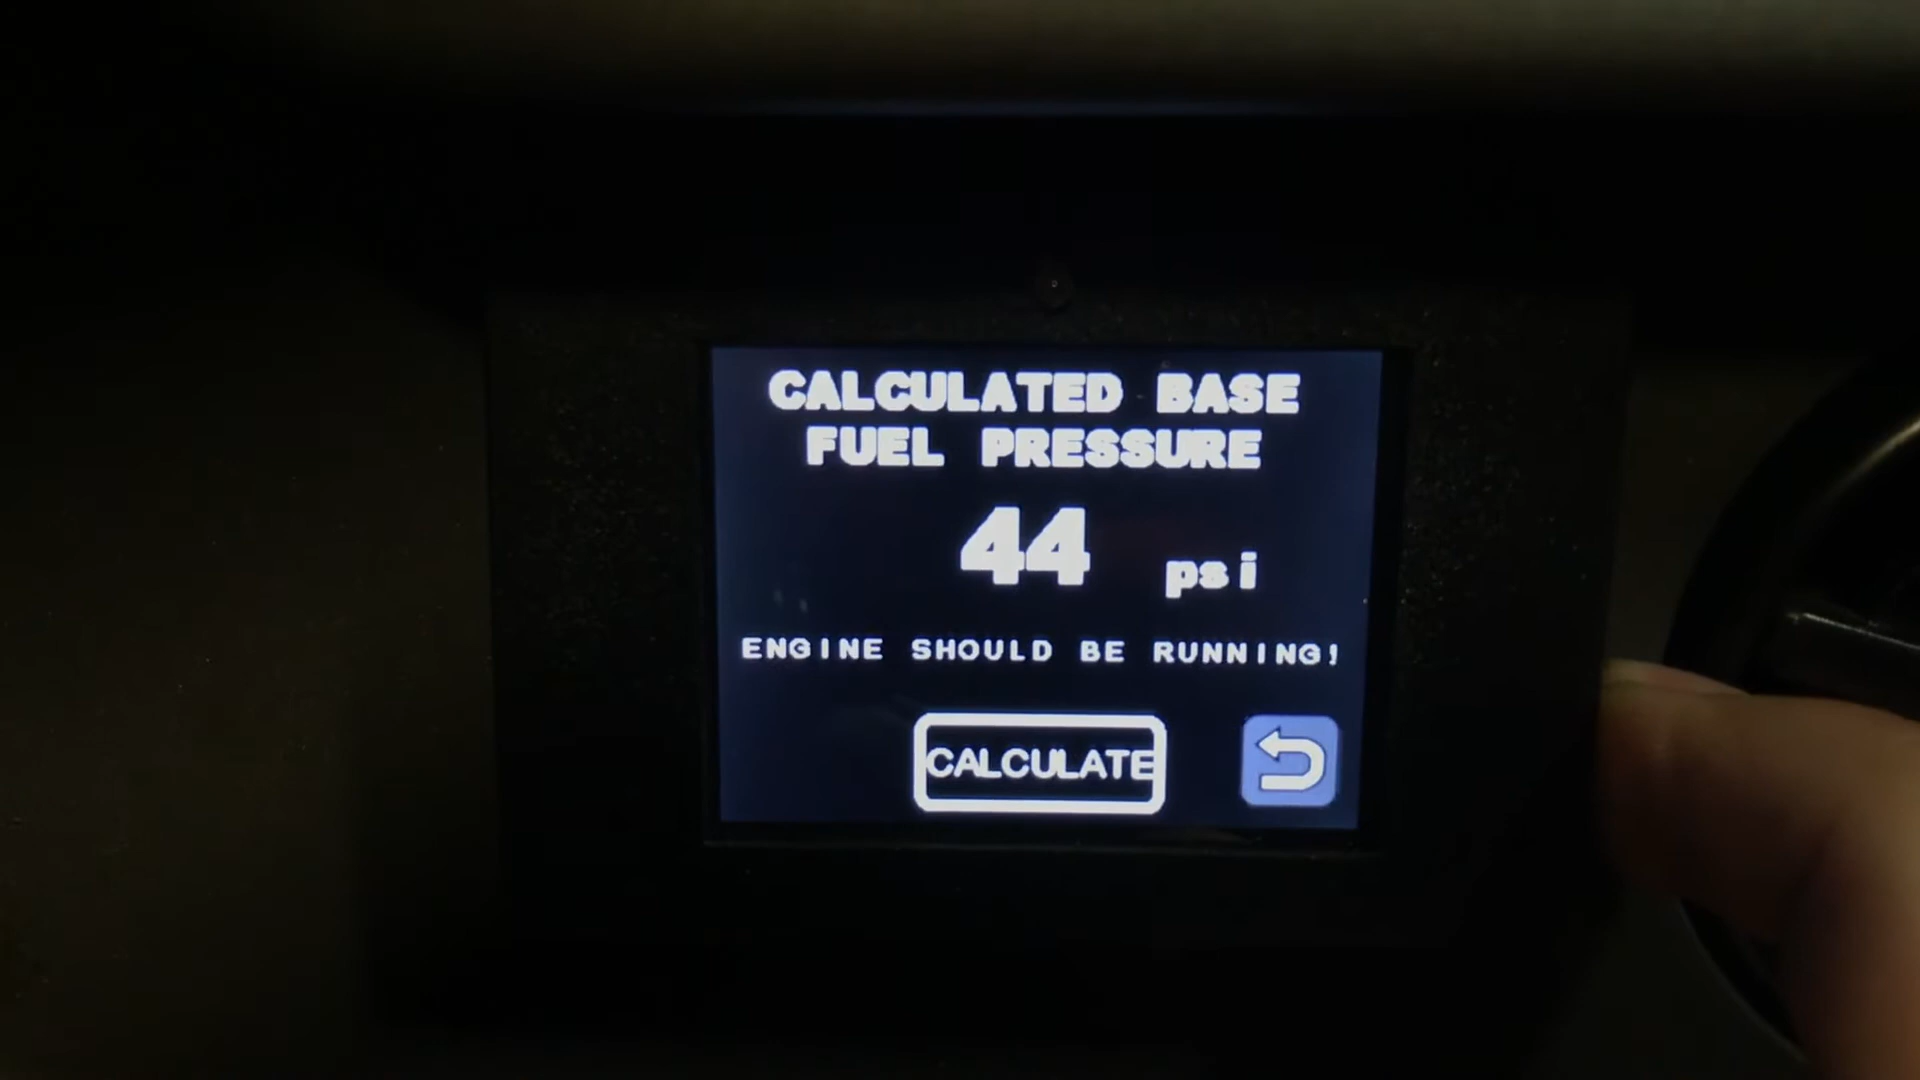 CALCULATED BASE
FUEL PRESSURE
44 psi
ENGINE SHOULD BE RUNNING!
CALCULATE